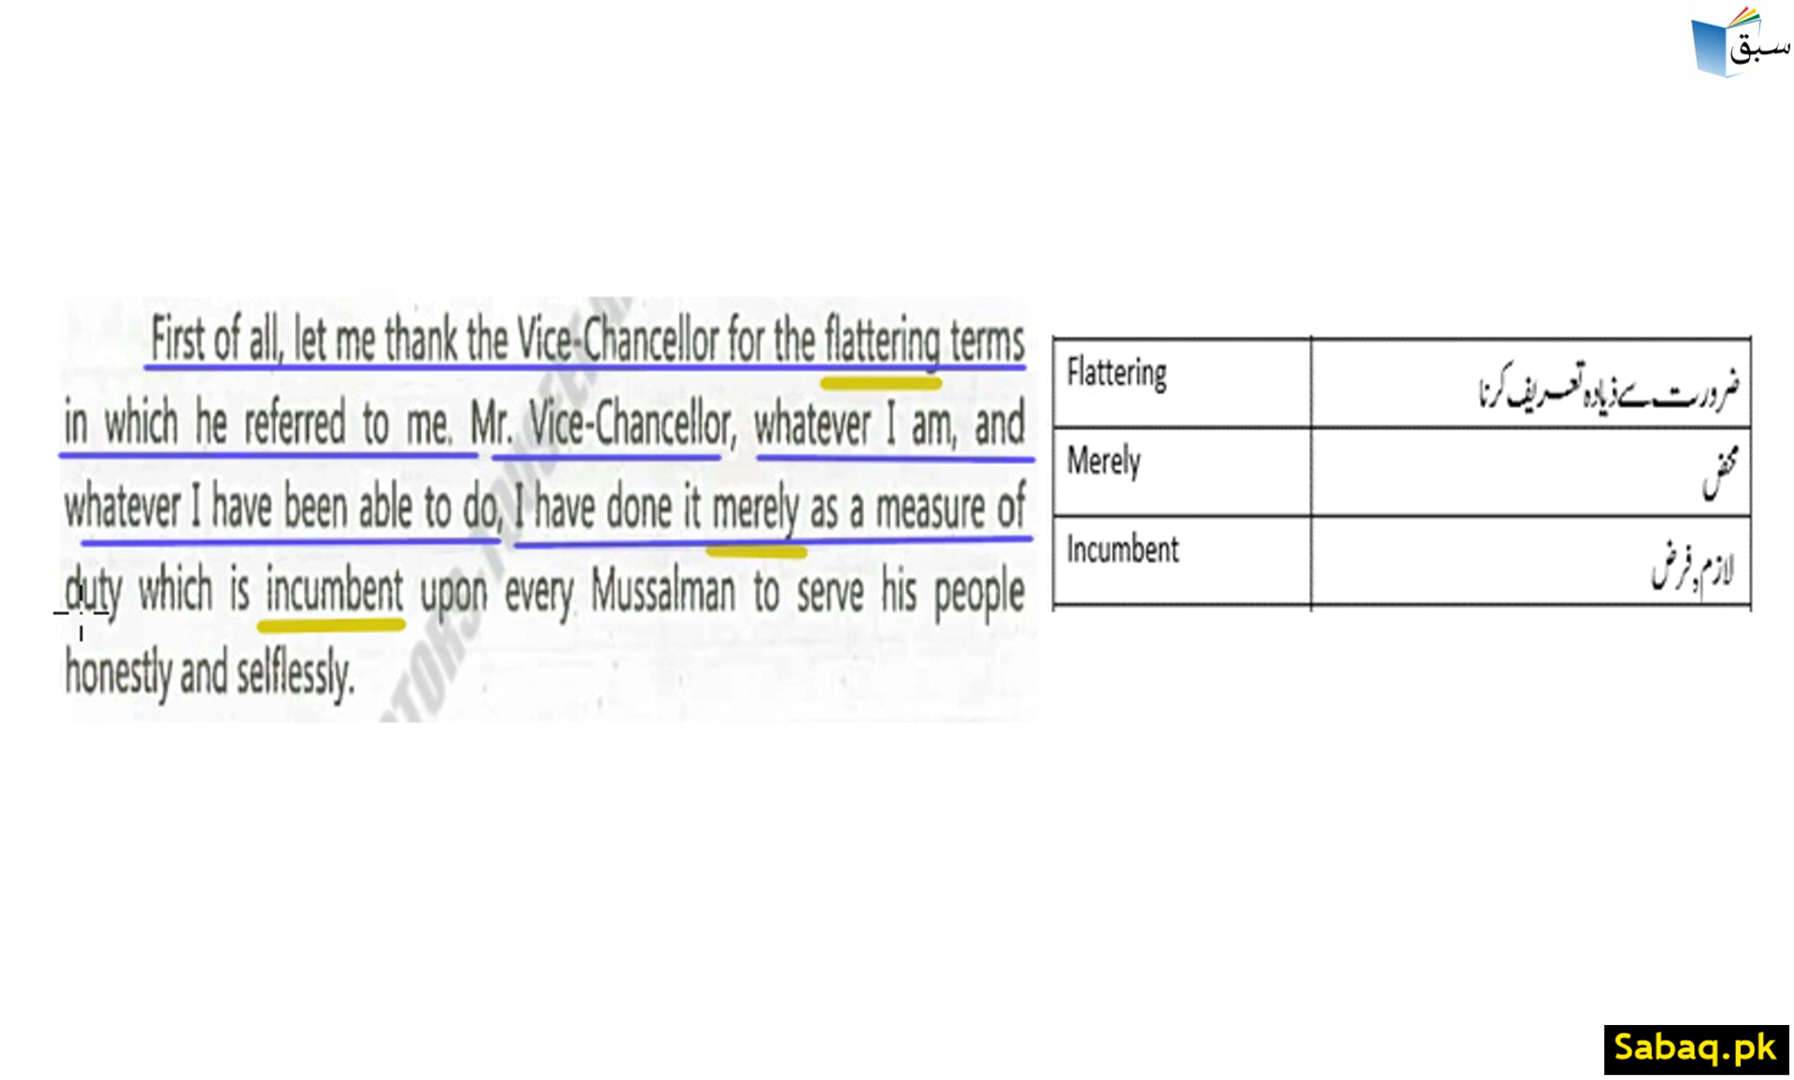 سبق
First of all, let me thank the Vice-Chancellor for the flattering terms
in which he referred to me. Mr. Vice-Chancellor, whatever I am, and
whatever I have been able to do, I have done it merely as a measure of
duty which is incumbent upon every Mussalman to serve his people
honestly and selflessly.
Flattering ضرورت سے ذیادہ تعریف کرنا
Merely محض
Incumbent لازم و فرض
Sabaq.pk